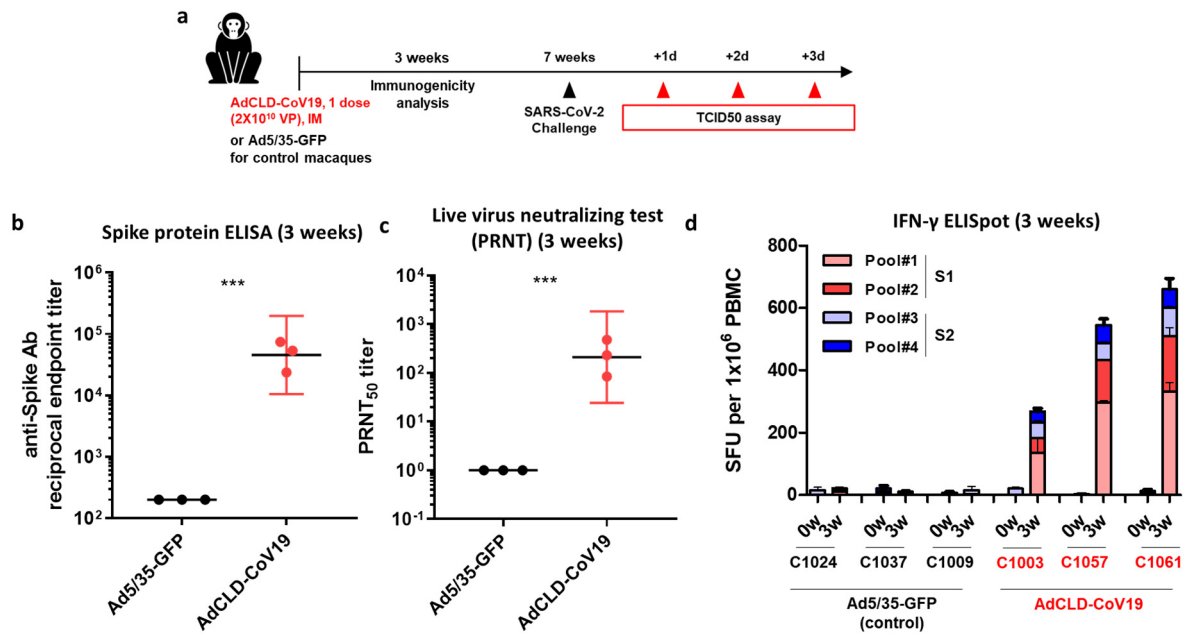 a
3 weeks
7 weeks
+1d
+2d
+3d
Immunogenicity
analysis
SARS-CoV-2
Challenge
TCID50 assay
AdCLD-CoV19, 1 dose
(2X10¹⁰ VP), IM
or Ad5/35-GFP
for control macaques
b
Spike protein ELISA (3 weeks)
***
anti-Spike Ab
reciprocal endpoint titer
10⁶
10⁵
10⁴
10³
10²
Ad5/35-GFP
AdCLD-CoV19
c
Live virus neutralizing test
(PRNT) (3 weeks)
***
PRNT₅₀ titer
10⁴
10³
10²
10¹
10⁰
10⁻¹
Ad5/35-GFP
AdCLD-CoV19
d
IFN-γ ELISpot (3 weeks)
SFU per 1x10⁶ PBMC
800
600
400
200
0
Pool#1
Pool#2
S1
Pool#3
Pool#4
S2
0w 3w 0w 3w 0w 3w 0w 3w 0w 3w 0w 3w
C1024 C1037 C1009 C1003 C1057 C1061
Ad5/35-GFP
(control)
AdCLD-CoV19